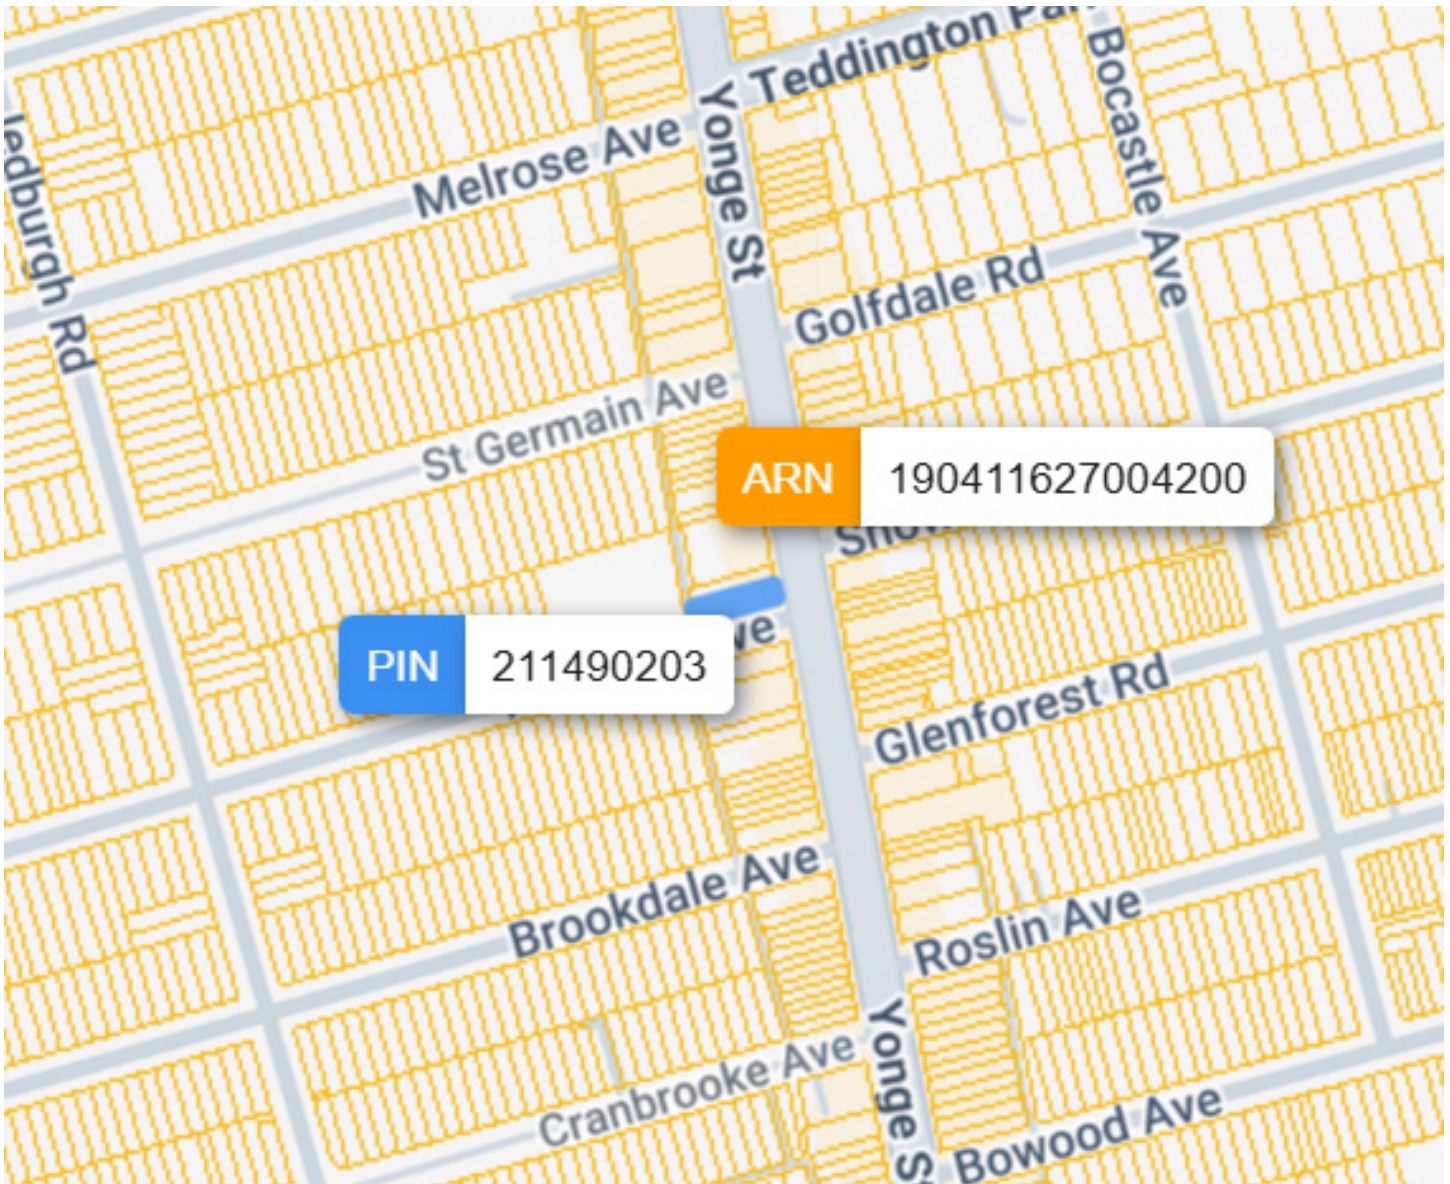 Teddington
Bocastle Ave
Yonge St
Melrose Ave
Golfdale Rd
Rd
St Germain Ave
ARN 190411627004200
PIN 211490203
Glenforest Rd
Brookdale Ave
Roslin Ave
Yonge
Cranbrooke Ave
Bowood Ave